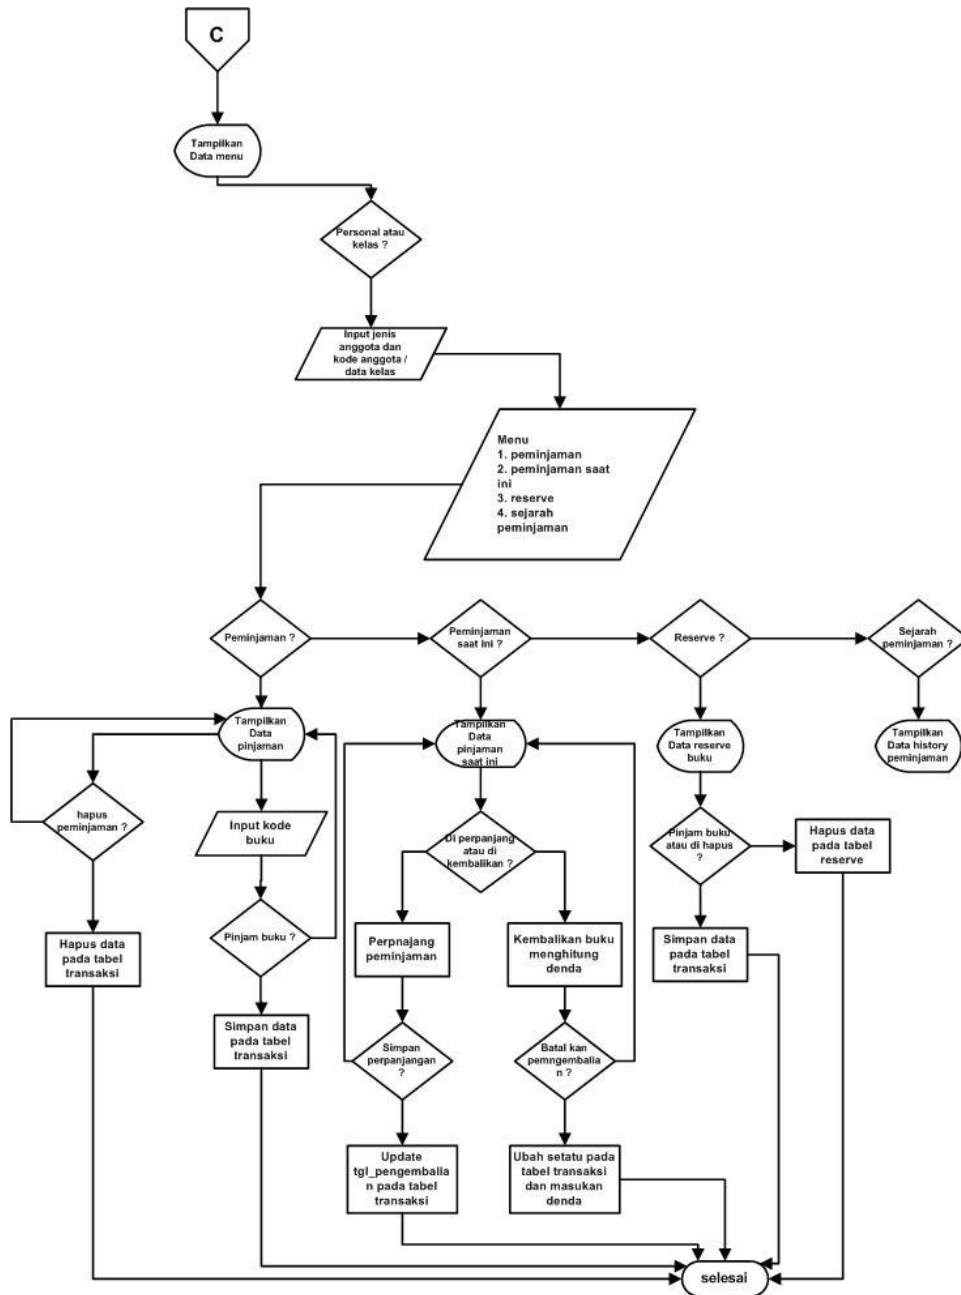 C
Tampilkan
Data menu
Personal atau
kelas ?
Input jenis
anggota dan
kode anggota /
data kelas
Menu
1. peminjaman
2. peminjaman saat
ini
3. reserve
4. sejarah
peminjaman
Peminjaman ?
Peminjaman
saat ini ?
Reserve ?
Sejarah
peminjaman ?
Tampilkan
Data
pinjaman
Tampilkan
Data
pinjaman
saat ini
Tampilkan
Data reserve
buku
Tampilkan
Data history
peminjaman
hapus
peminjaman ?
Input kode
buku
Di perpanjang
atau di
kembalikan ?
Pinjam buku
atau di hapus
?
Hapus data
pada tabel
reserve
Hapus data
pada tabel
transaksi
Pinjam buku ?
Perpnajang
peminjaman
Kembalikan buku
menghitung
denda
Simpan data
pada tabel
transaksi
Simpan data
pada tabel
transaksi
Simpan
perpanjangan
?
Batal kan
pemngembalia
n ?
Update
tgl_pengembalia
n pada tabel
transaksi
Ubah setatu pada
tabel transaksi
dan masukan
denda
selesai